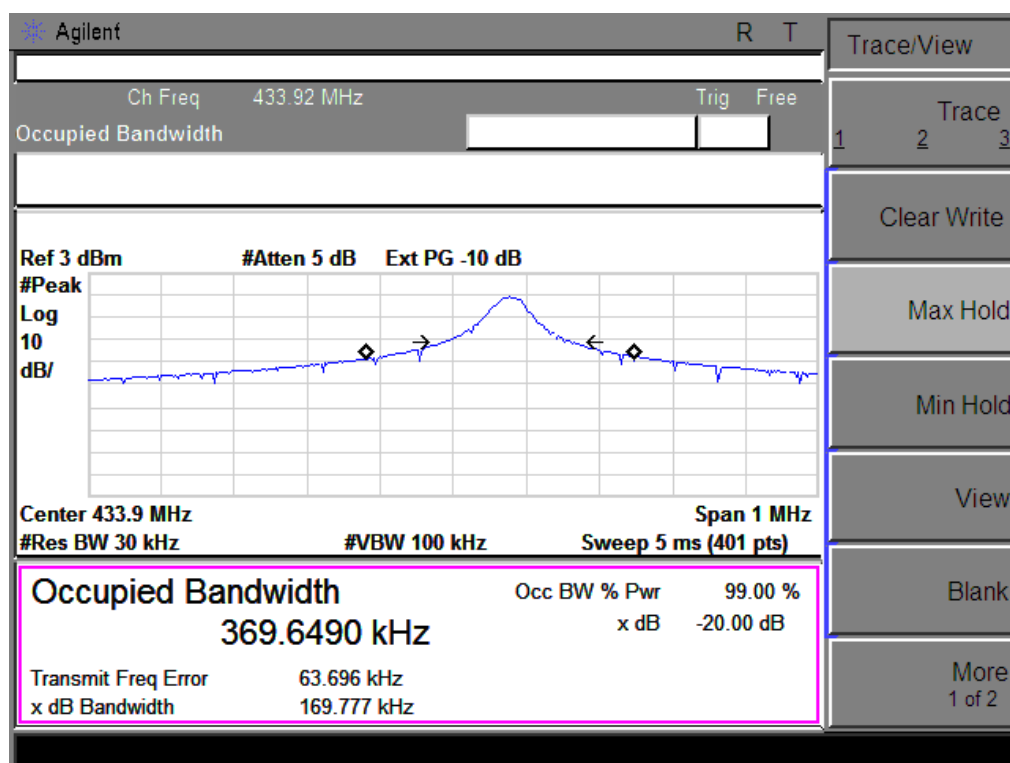 Agilent R T
Trace/View
Ch Freq 433.92 MHz Trig Free
Occupied Bandwidth
Trace
1 2 3
Clear Write
Ref 3 dBm #Atten 5 dB Ext PG -10 dB
#Peak
Log
10
dB/
Max Hold
Min Hold
View
Center 433.9 MHz Span 1 MHz
#Res BW 30 kHz #VBW 100 kHz Sweep 5 ms (401 pts)
Occupied Bandwidth Occ BW % Pwr 99.00 %
369.6490 kHz x dB -20.00 dB
Transmit Freq Error 63.696 kHz
x dB Bandwidth 169.777 kHz
Blank
More
1 of 2